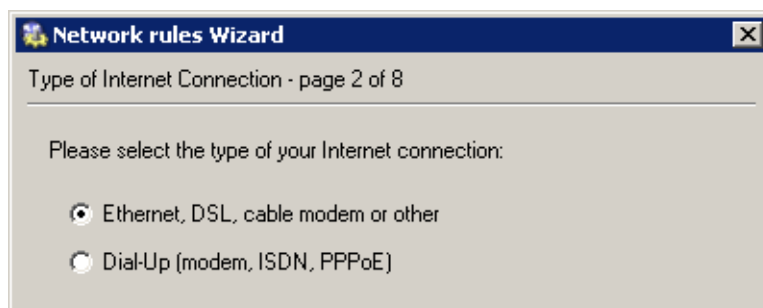 Network rules Wizard
Type of Internet Connection - page 2 of 8
Please select the type of your Internet connection:
Ethernet, DSL, cable modem or other
Dial-Up (modem, ISDN, PPPoE)